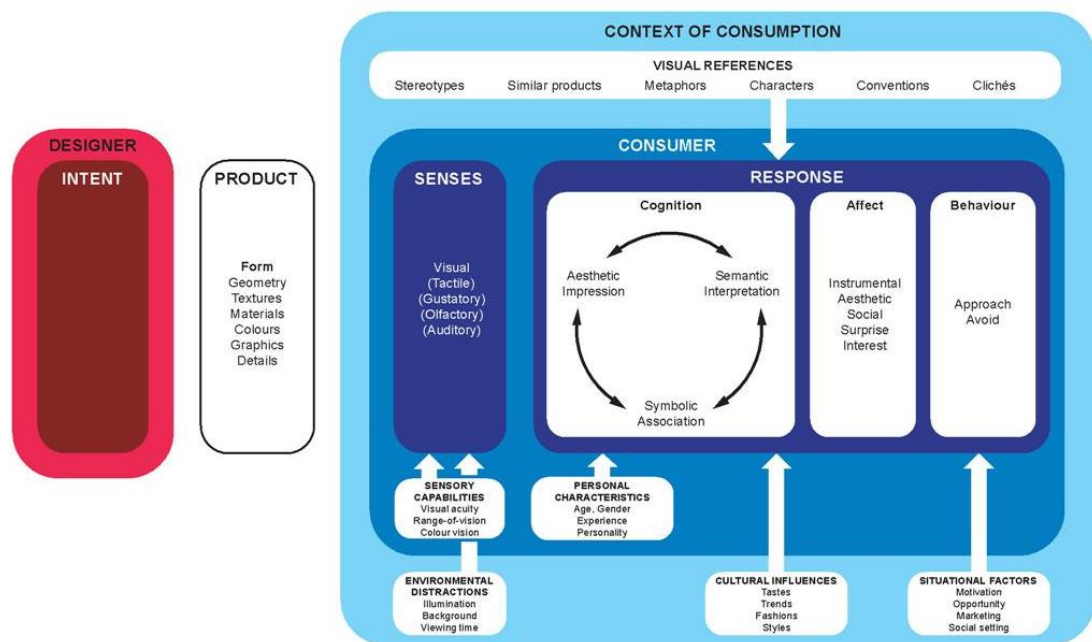 CONTEXT OF CONSUMPTION
VISUAL REFERENCES
Stereotypes Similar products Metaphors Characters Conventions Clichés
DESIGNER
INTENT
PRODUCT
Form
Geometry
Textures
Materials
Colours
Graphics
Details
CONSUMER
SENSES
Visual
(Tactile)
(Gustatory)
(Olfactory)
(Auditory)
RESPONSE
Cognition
Aesthetic
Impression
Semantic
Interpretation
Symbolic
Association
Affect
Instrumental
Aesthetic
Social
Surprise
Interest
Behaviour
Approach
Avoid
SENSORY
CAPABILITIES
Visual acuity
Range-of-vision
Colour vision
PERSONAL
CHARACTERISTICS
Age, Gender
Experience
Personality
ENVIRONMENTAL
DISTRACTIONS
Illumination
Background
Viewing time
CULTURAL INFLUENCES
Tastes
Trends
Fashions
Styles
SITUATIONAL FACTORS
Motivation
Opportunity
Marketing
Social setting